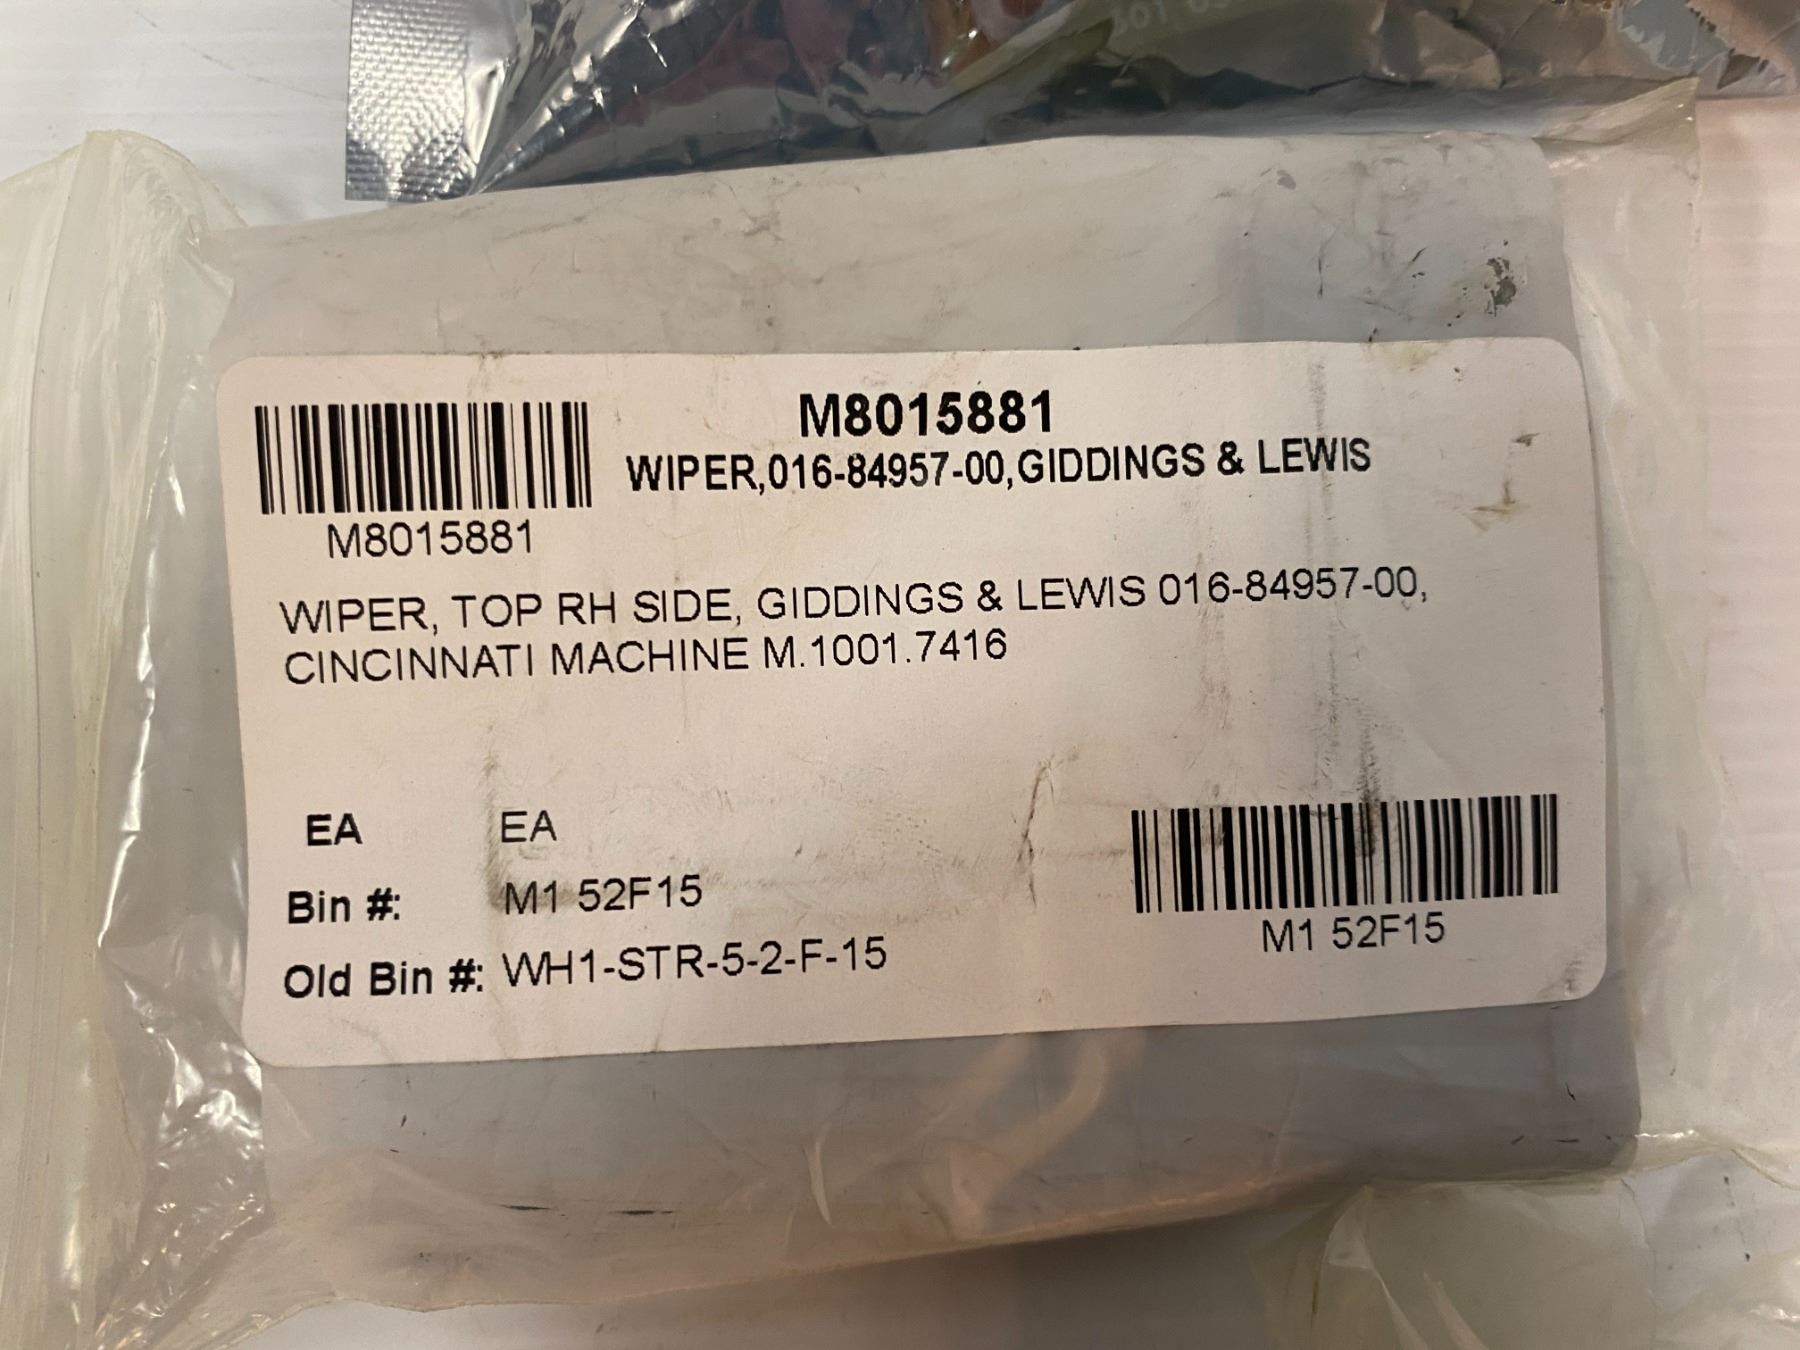 M8015881
WIPER,016-84957-00,GIDDINGS & LEWIS
M8015881
WIPER, TOP RH SIDE, GIDDINGS & LEWIS 016-84957-00,
CINCINNATI MACHINE M.1001.7416
EA EA
Bin #: M1 52F15
M1 52F15
Old Bin #: WH1-STR-5-2-F-15